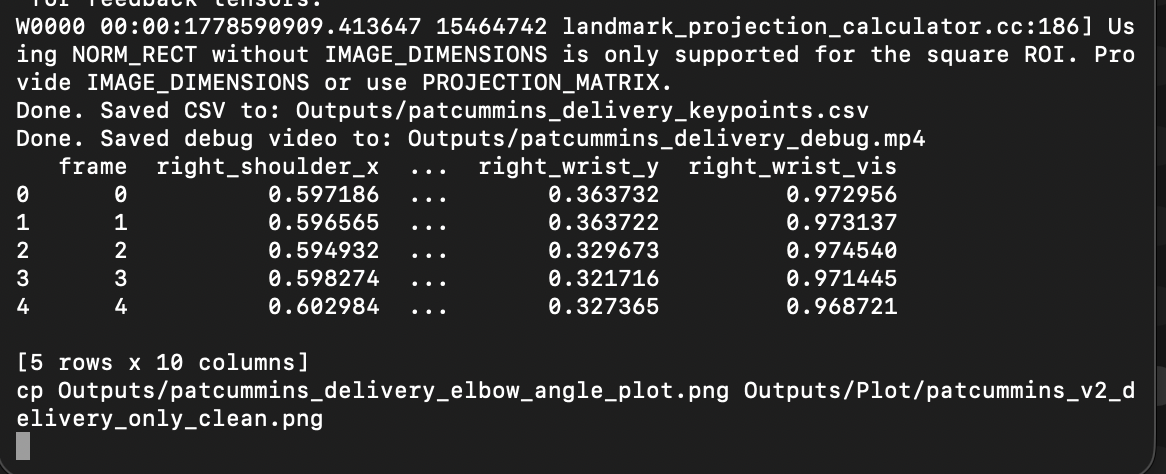 for feedback tensors.
W0000 00:00:1778590909.413647 15464742 landmark_projection_calculator.cc:186] Us
ing NORM_RECT without IMAGE_DIMENSIONS is only supported for the square ROI. Pro
vide IMAGE_DIMENSIONS or use PROJECTION_MATRIX.
Done. Saved CSV to: Outputs/patcummins_delivery_keypoints.csv
Done. Saved debug video to: Outputs/patcummins_delivery_debug.mp4
   frame  right_shoulder_x  ...  right_wrist_y  right_wrist_vis
0      0          0.597186  ...       0.363732         0.972956
1      1          0.596565  ...       0.363722         0.973137
2      2          0.594932  ...       0.329673         0.974540
3      3          0.598274  ...       0.321716         0.971445
4      4          0.602984  ...       0.327365         0.968721
[5 rows x 10 columns]
cp Outputs/patcummins_delivery_elbow_angle_plot.png Outputs/Plot/patcummins_v2_d
elivery_only_clean.png